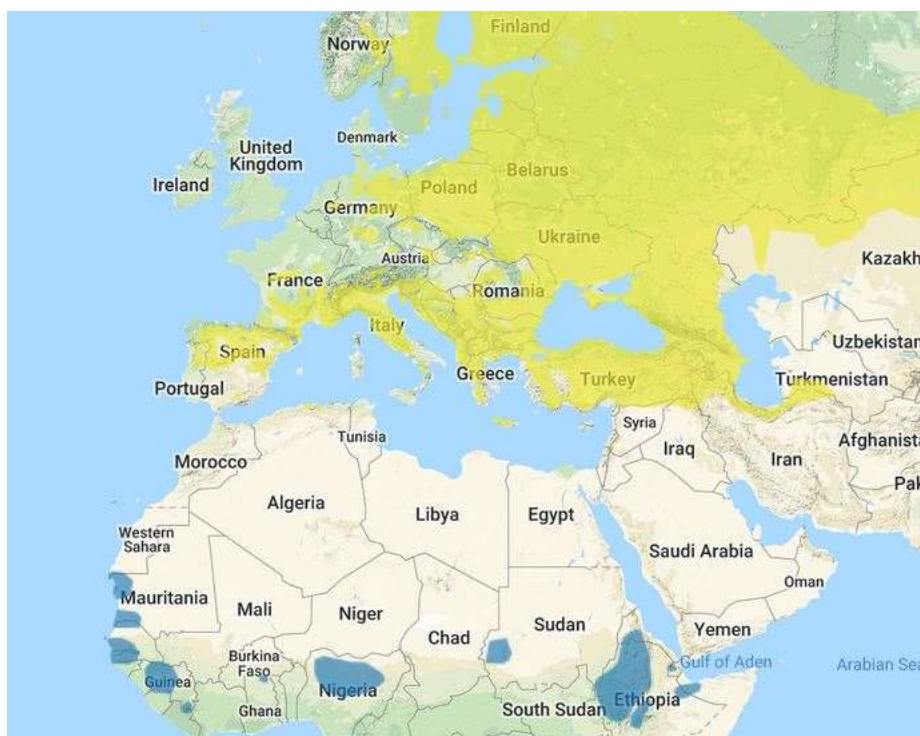 Finland
Norway
Denmark
United
Kingdom
Ireland
Belarus
Poland
Germany
Ukraine
Austria
Kazakh
France
Romania
Italy
Uzbekistan
Spain
Turkmenistan
Greece
Turkey
Portugal
Syria
Tunisia
Afghanista
Iraq
Iran
Morocco
Pak
Algeria
Libya
Egypt
Western
Sahara
Saudi Arabia
Oman
Mauritania
Mali
Niger
Sudan
Chad
Yemen
Burkina
Faso
Gulf of Aden
Arabian Sea
Guinea
Nigeria
Ethiopia
Ghana
South Sudan